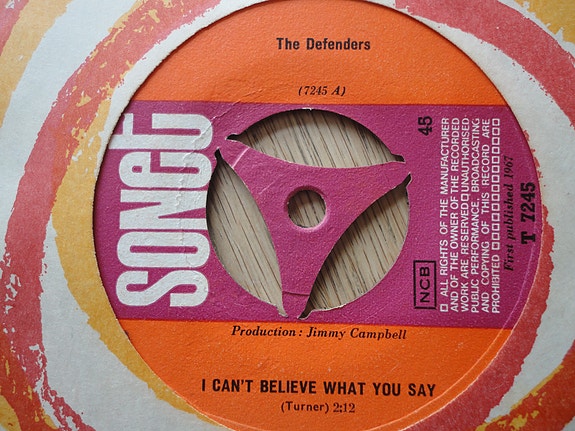 The Defenders
(7245 A)
SONET
45
□ ALL RIGHTS OF THE MANUFACTURER
AND OF THE OWNER OF THE RECORDED
WORK ARE RESERVED. UNAUTHORISED
PUBLIC PERFORMANCE, BROADCASTING
AND COPYING OF THIS RECORD ARE
PROHIBITED □□□□□□□□□□□□□
First published 1967
T 7245
NCB
Production: Jimmy Campbell
I CAN'T BELIEVE WHAT YOU SAY
(Turner) 2:12